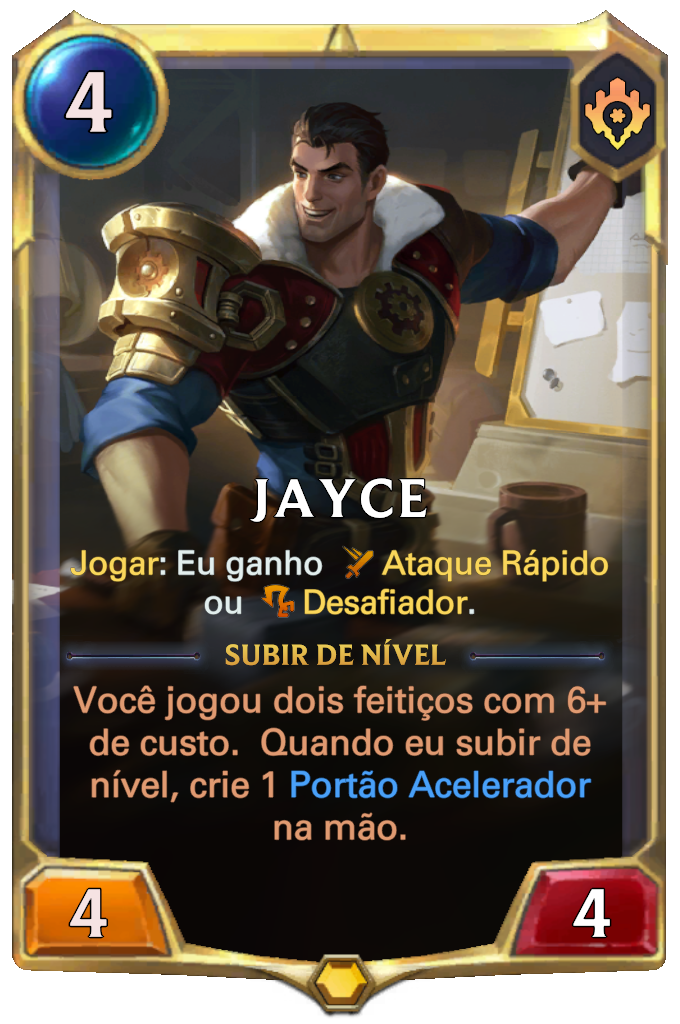 4
JAYCE
Jogar: Eu ganho Ataque Rápido
ou Desafiador.
SUBIR DE NÍVEL
Você jogou dois feitiços com 6+
de custo. Quando eu subir de
nível, crie 1 Portão Acelerador
na mão.
4
4